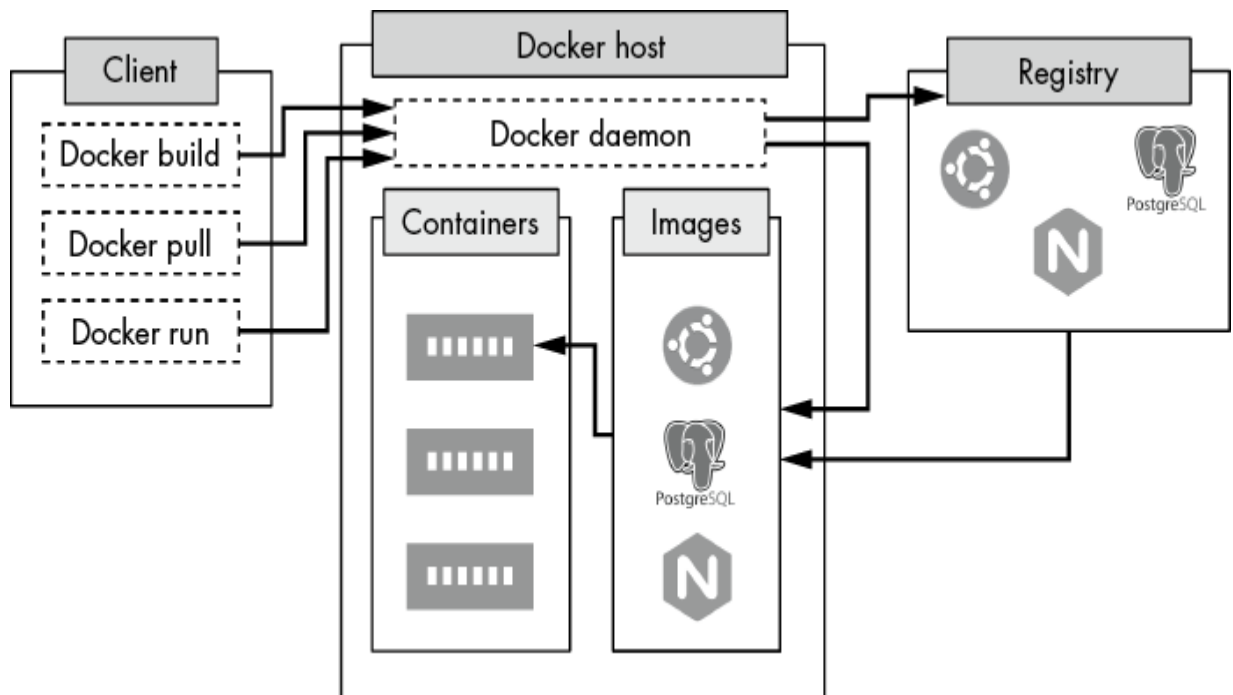 Client
Docker build
Docker pull
Docker run
Docker host
Docker daemon
Containers
Images
PostgreSQL
N
Registry
PostgreSQL
N